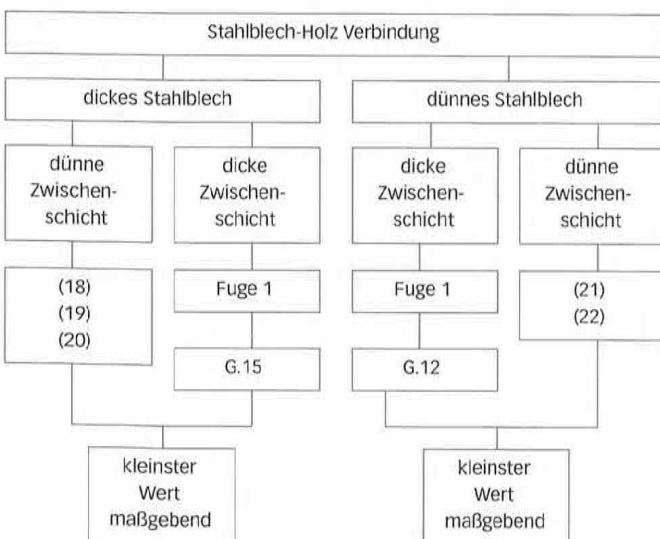 Stahlblech-Holz Verbindung
dickes Stahlblech
dünnes Stahlblech
dünne
Zwischen-
schicht
dicke
Zwischen-
schicht
dicke
Zwischen-
schicht
dünne
Zwischen-
schicht
(18)
(19)
(20)
Fuge 1
Fuge 1
(21)
(22)
G.15
G.12
kleinster
Wert
maßgebend
kleinster
Wert
maßgebend